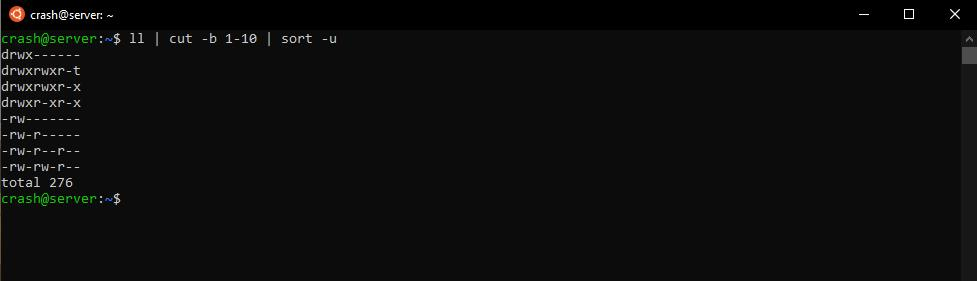 crash@server: ~
crash@server:~$ ll | cut -b 1-10 | sort -u
drwx------
drwxrwxr-t
drwxrwxr-x
drwxr-xr-x
-rw-------
-rw-r-----
-rw-r--r--
-rw-rw-r--
total 276
crash@server:~$